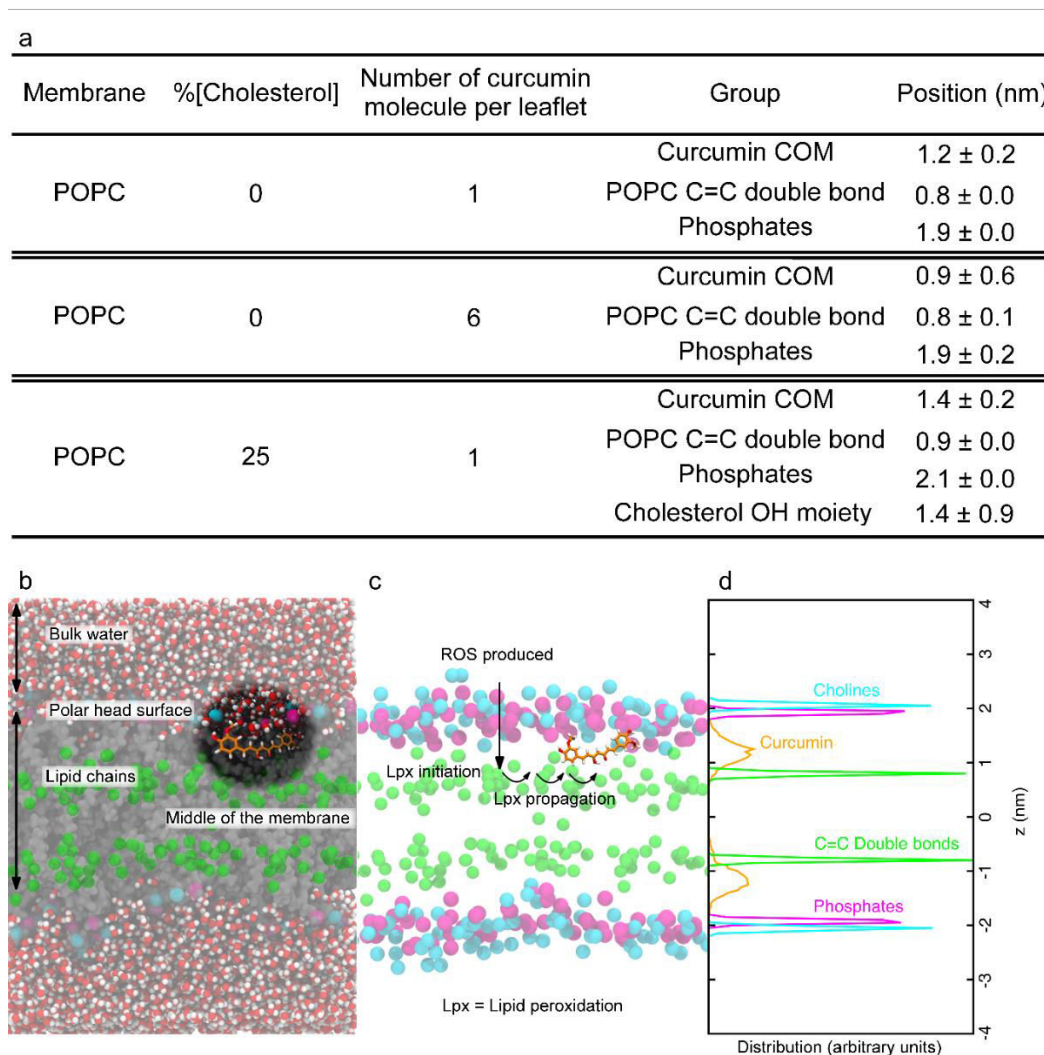 a
Membrane %[Cholesterol] Number of curcumin molecule per leaflet Group Position (nm)
POPC 0 1 Curcumin COM 1.2 ± 0.2
POPC C=C double bond 0.8 ± 0.0
Phosphates 1.9 ± 0.0
POPC 0 6 Curcumin COM 0.9 ± 0.6
POPC C=C double bond 0.8 ± 0.1
Phosphates 1.9 ± 0.2
POPC 25 1 Curcumin COM 1.4 ± 0.2
POPC C=C double bond 0.9 ± 0.0
Phosphates 2.1 ± 0.0
Cholesterol OH moiety 1.4 ± 0.9
b
Bulk water
Polar head surface
Lipid chains
Middle of the membrane
c
ROS produced
Lpx initiation
Lpx propagation
Lpx = Lipid peroxidation
d
Cholines
Curcumin
C=C Double bonds
Phosphates
4
3
2
1
0
-1
-2
-3
-4
z (nm)
Distribution (arbitrary units)